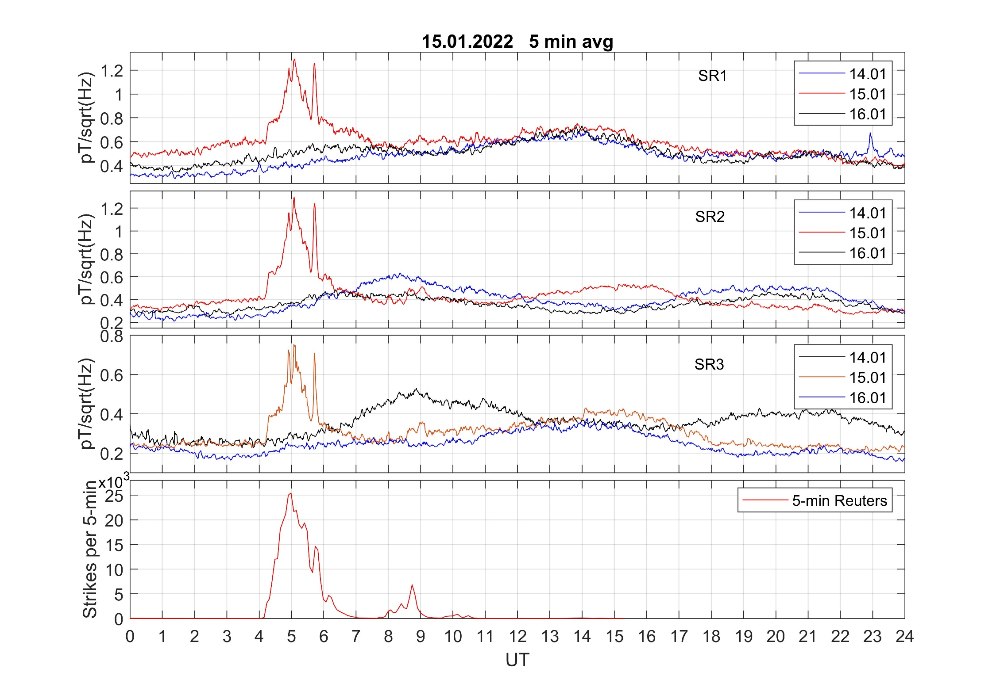 15.01.2022 5 min avg
pT/sqrt(Hz)
1.2
1
0.8
0.6
0.4
SR1
14.01
15.01
16.01
pT/sqrt(Hz)
1.2
1
0.8
0.6
0.4
0.2
SR2
14.01
15.01
16.01
pT/sqrt(Hz)
0.8
0.6
0.4
0.2
SR3
14.01
15.01
16.01
Strikes per 5-min
x10³
25
20
15
10
5
0
5-min Reuters
0 1 2 3 4 5 6 7 8 9 10 11 12 13 14 15 16 17 18 19 20 21 22 23 24
UT